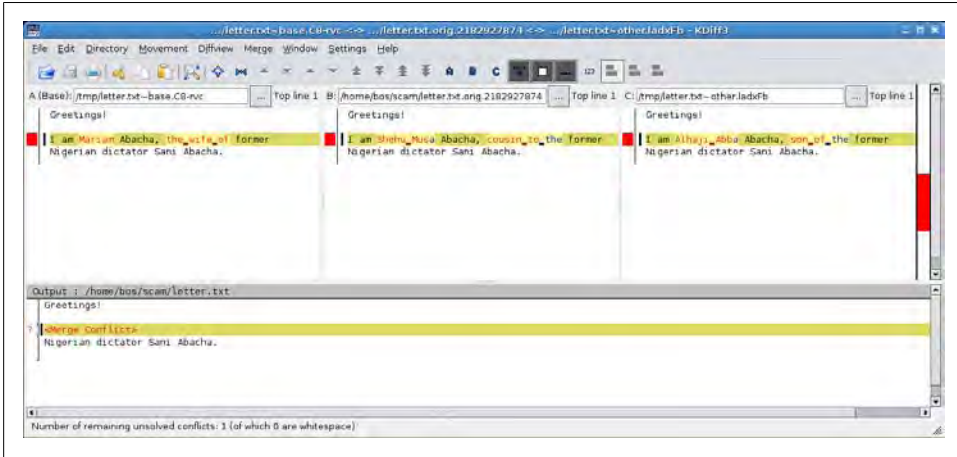 .../letter.txt~base.C8-rvc <-> .../letter.txt.orig.2182927874 <-> .../letter.txt~other.ladxFb - KDiff3
File Edit Directory Movement Diffview Merge Window Settings Help
A B C
A (Base): /tmp/letter.txt~base.C8-rvc ... Top line 1 B: /home/bos/scam/letter.txt.orig.2182927874 ... Top line 1 C: /tmp/letter.txt~other.ladxFb ... Top line 1
Greetings! Greetings! Greetings!
I am Mariam Abacha, the wife of former I am Shehu Musa Abacha, cousin to the former I am Alhaji Abba Abacha, son of the former
Nigerian dictator Sani Abacha. Nigerian dictator Sani Abacha. Nigerian dictator Sani Abacha.
Output : /home/bos/scam/letter.txt
Greetings!
? <Merge Conflict>
Nigerian dictator Sani Abacha.
Number of remaining unsolved conflicts: 1 (of which 0 are whitespace)